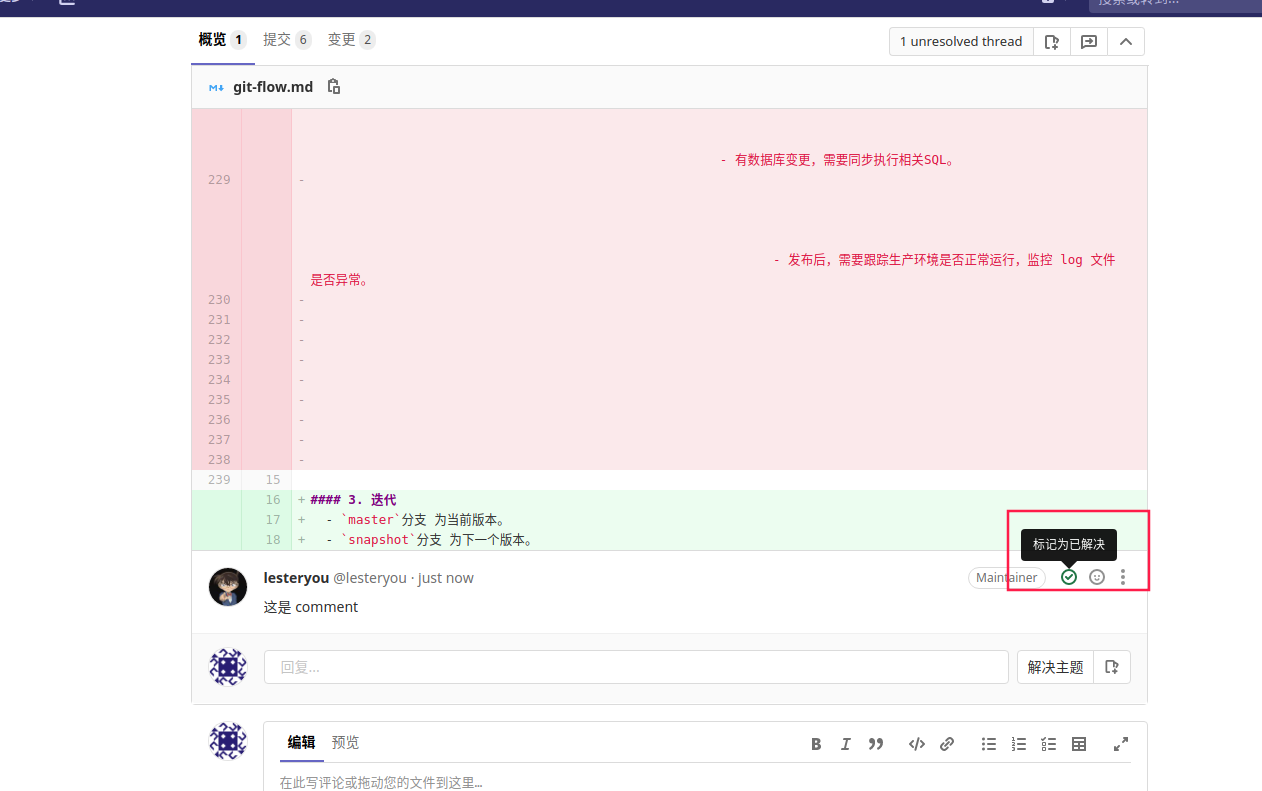 搜索或转到...
概览 1 提交 6 变更 2 1 unresolved thread
git-flow.md
- 有数据库变更，需要同步执行相关SQL。
229 -
- 发布后，需要跟踪生产环境是否正常运行，监控 log 文件
是否异常。
230 -
231 -
232 -
233 -
234 -
235 -
236 -
237 -
238 -
239 15
16 + #### 3. 迭代
17 + - `master`分支 为当前版本。
18 + - `snapshot`分支 为下一个版本。
标记为已解决
lesteryou @lesteryou · just now Maintainer
这是 comment
回复... 解决主题
编辑 预览
在此写评论或拖动您的文件到这里...